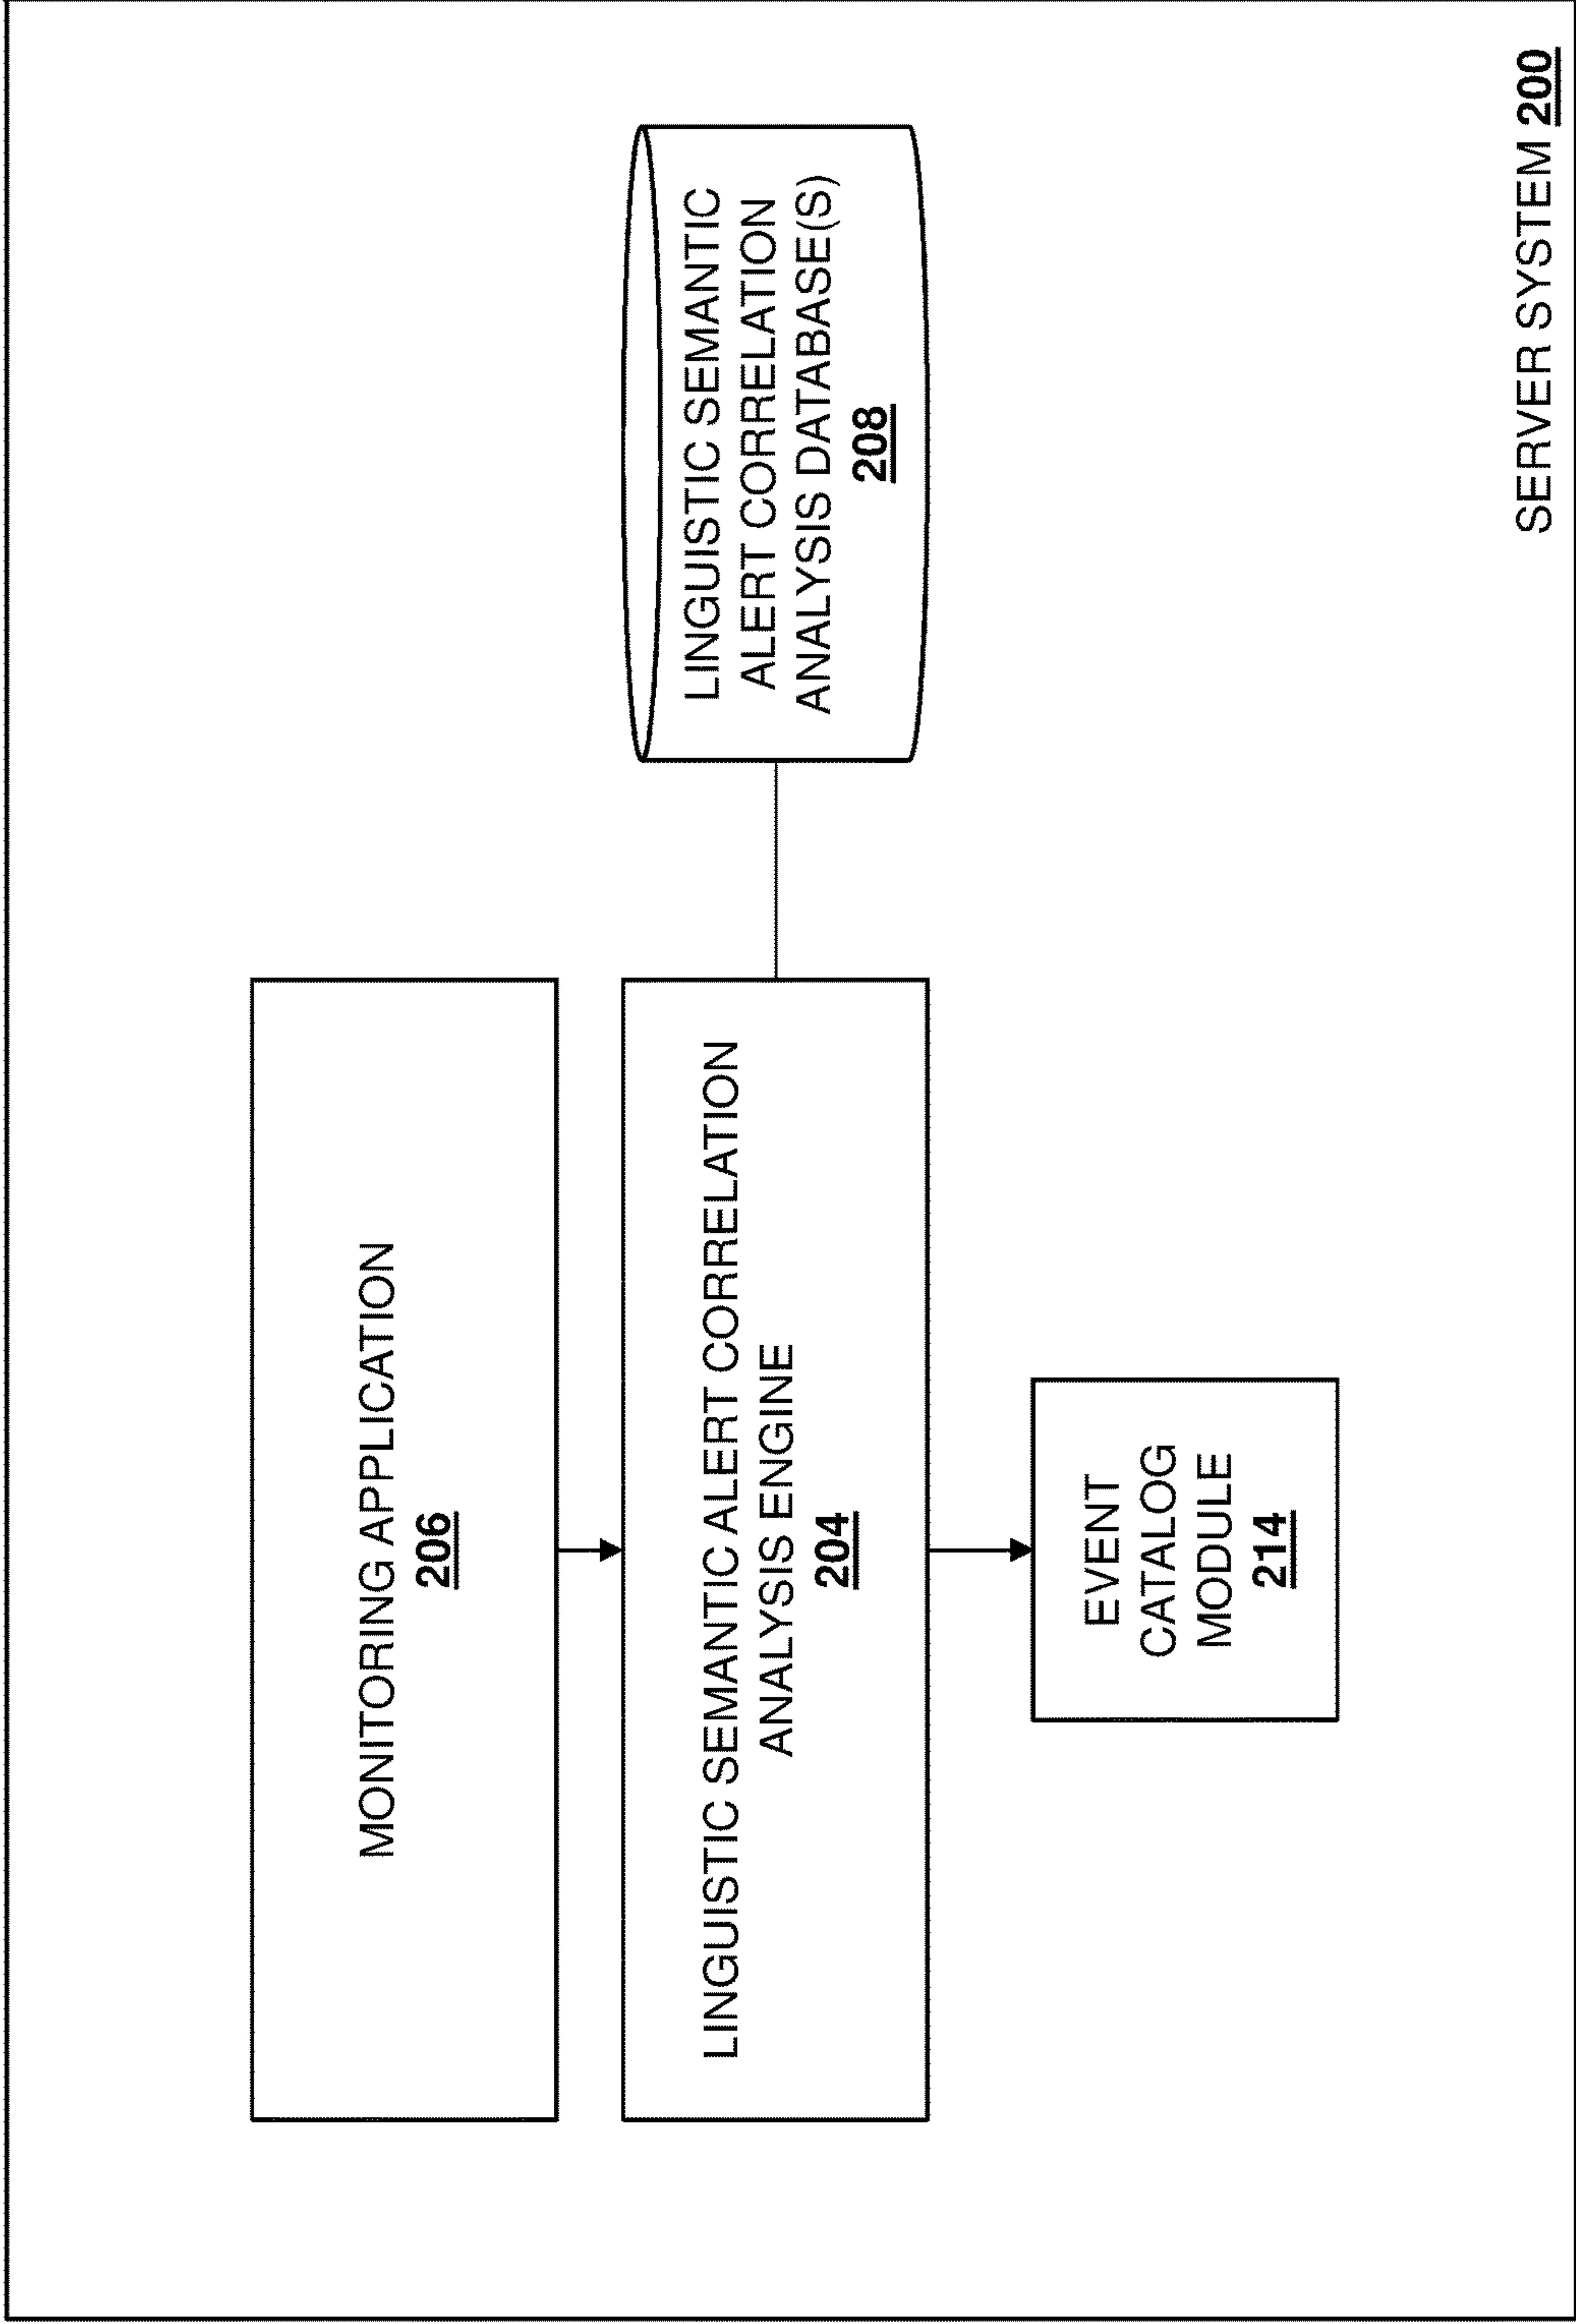 MONITORING APPLICATION
206
LINGUISTIC SEMANTIC ALERT CORRELATION
ANALYSIS ENGINE
204
LINGUISTIC SEMANTIC
ALERT CORRELATION
ANALYSIS DATABASE(S)
208
EVENT
CATALOG
MODULE
214
SERVER SYSTEM 200